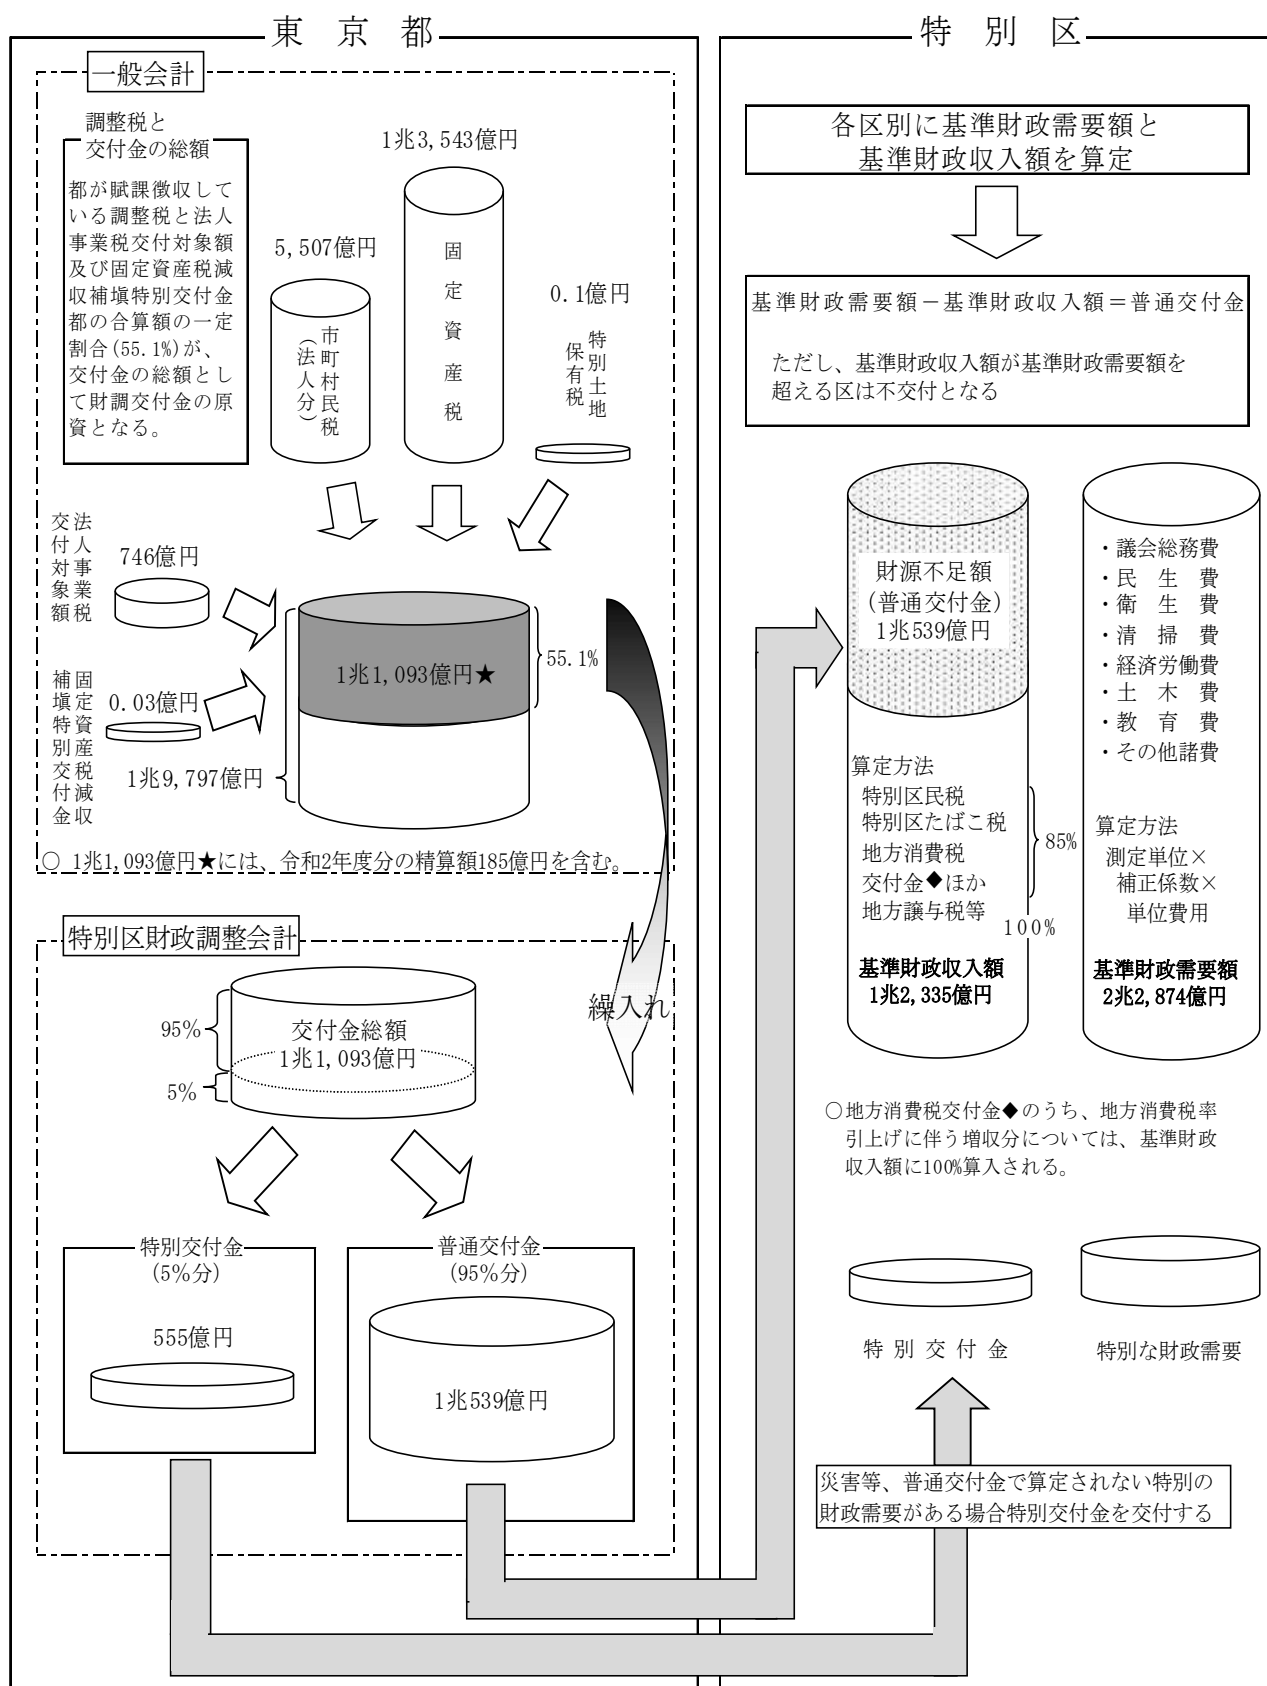 東京都
一般会計
調整税と
交付金の総額
都が賦課徴収して
いる調整税と法人
事業税交付対象額
及び固定資産税減
収補塡特別交付金
都の合算額の一定
割合(55.1%)が、
交付金の総額とし
て財調交付金の原
資となる。
5,507億円
市町村民税
(法人分)
1兆3,543億円
固定資産税
0.1億円
特別土地
保有税
法人事業税
交付対象額
746億円
固定資産税減収
補塡特別交付金
0.03億円
1兆1,093億円★
55.1%
1兆9,797億円
○ 1兆1,093億円★には、令和2年度分の精算額185億円を含む。
特別区財政調整会計
繰入れ
95%
5%
交付金総額
1兆1,093億円
特別交付金
(5%分)
555億円
普通交付金
(95%分)
1兆539億円
特別区
各区別に基準財政需要額と
基準財政収入額を算定
基準財政需要額－基準財政収入額＝普通交付金
ただし、基準財政収入額が基準財政需要額を
超える区は不交付となる
財源不足額
(普通交付金)
1兆539億円
算定方法
特別区民税
特別区たばこ税
地方消費税
交付金◆ほか
地方譲与税等
85%
100%
基準財政収入額
1兆2,335億円
・議会総務費
・民生費
・衛生費
・清掃費
・経済労働費
・土木費
・教育費
・その他諸費
算定方法
測定単位×
補正係数×
単位費用
基準財政需要額
2兆2,874億円
○地方消費税交付金◆のうち、地方消費税率
引上げに伴う増収分については、基準財政
収入額に100%算入される。
特別交付金
特別な財政需要
災害等、普通交付金で算定されない特別の
財政需要がある場合特別交付金を交付する